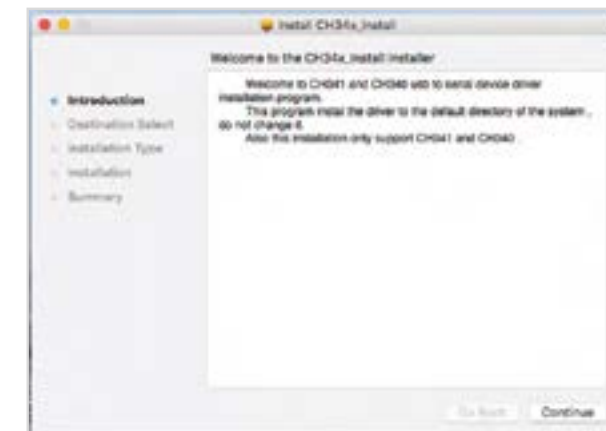 Install CH34x_Install
Welcome to the CH34x_Install Installer
Introduction
Destination Select
Installation Type
Installation
Summary
Welcome to CH341 and CH340 usb to serial device driver
installation program.
This program install the driver to the default directory of the system ,
do not change it.
Also this installation only support CH341 and CH340 .
Go Back
Continue